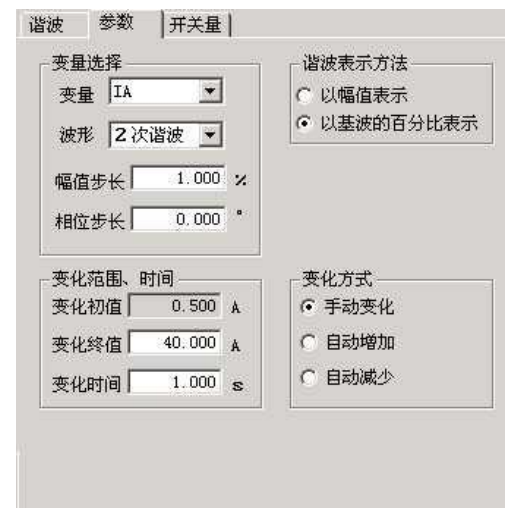 谐波 参数 开关量
变量选择
变量 IA
波形 2次谐波
幅值步长 1.000 %
相位步长 0.000 °
谐波表示方法
以幅值表示
以基波的百分比表示
变化范围、时间
变化初值 0.500 A
变化终值 40.000 A
变化时间 1.000 s
变化方式
手动变化
自动增加
自动减少